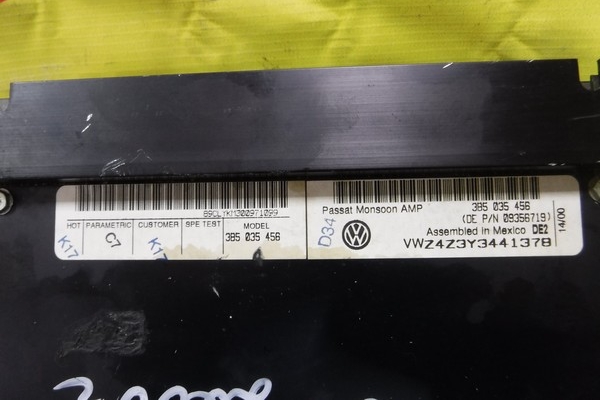 89CLYKM300971099
HOT PARAMETRIC CUSTOMER SPE TEST MODEL
K17 C7 K17 3B5 035 456
3B5 035 456
Passat Monsoon AMP
(DE P/N 09356719)
D34
Assembled in Mexico DE2
VWZ4Z3Y3441378
14/00